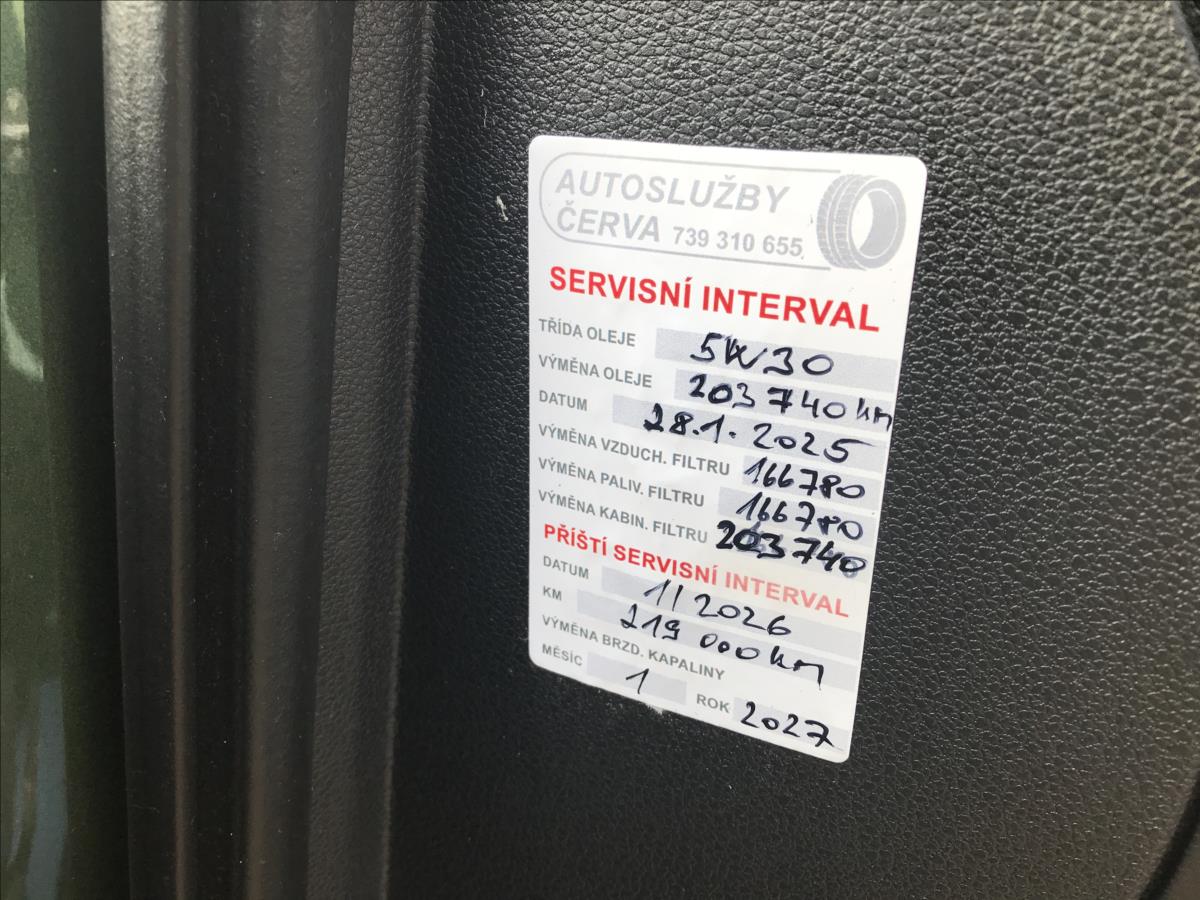 AUTOSLUŽBY
ČERVA 739 310 655
SERVISNÍ INTERVAL
TŘÍDA OLEJE 5W30
VÝMĚNA OLEJE 203 740 km
DATUM 28.1.2025
VÝMĚNA VZDUCH. FILTRU 166780
VÝMĚNA PALIV. FILTRU 166780
VÝMĚNA KABIN. FILTRU 203740
PŘÍŠTÍ SERVISNÍ INTERVAL
DATUM 1/2026
KM 219 000 km
VÝMĚNA BRZD. KAPALINY
MĚSÍC 1 ROK 2027